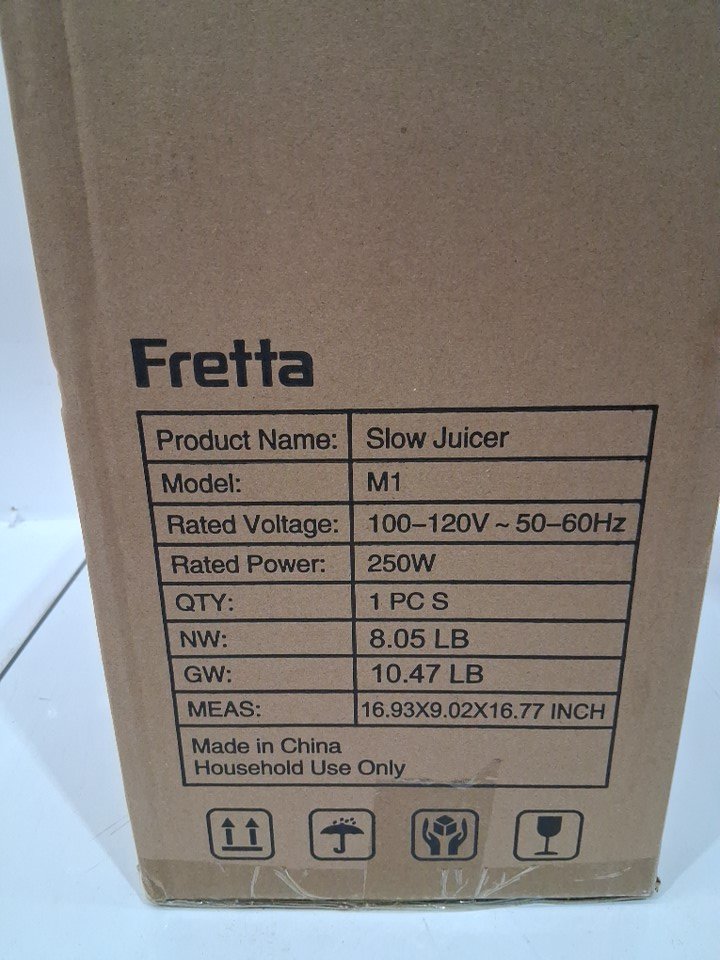 Fretta
Product Name: Slow Juicer
Model: M1
Rated Voltage: 100–120V ~ 50–60Hz
Rated Power: 250W
QTY: 1 PC S
NW: 8.05 LB
GW: 10.47 LB
MEAS: 16.93X9.02X16.77 INCH
Made in China
Household Use Only